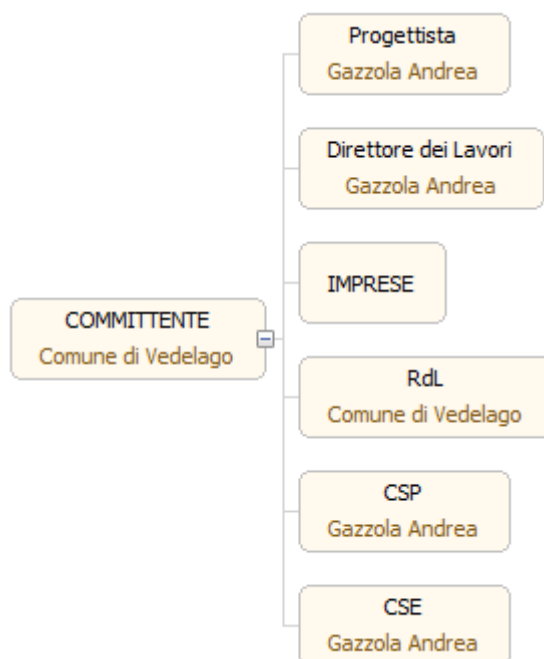 Progettista
Gazzola Andrea
Direttore dei Lavori
Gazzola Andrea
IMPRESE
COMMITTENTE
Comune di Vedelago
RdL
Comune di Vedelago
CSP
Gazzola Andrea
CSE
Gazzola Andrea